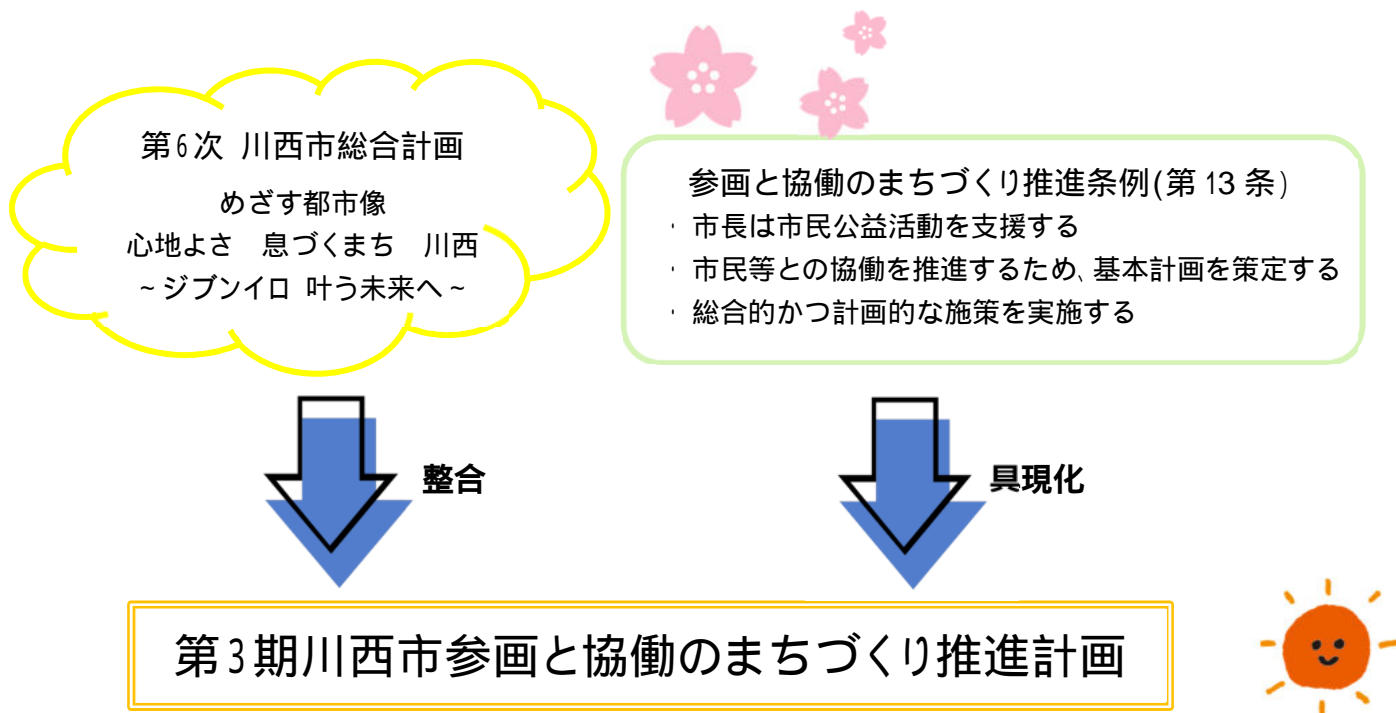 第6次 川西市総合計画
めざす都市像
心地よさ 息づくまち 川西
~ジブンイロ 叶う未来へ~
参画と協働のまちづくり推進条例(第 13 条)
・ 市長は市民公益活動を支援する
・ 市民等との協働を推進するため、基本計画を策定する
・ 総合的かつ計画的な施策を実施する
整合
具現化
第3期川西市参画と協働のまちづくり推進計画